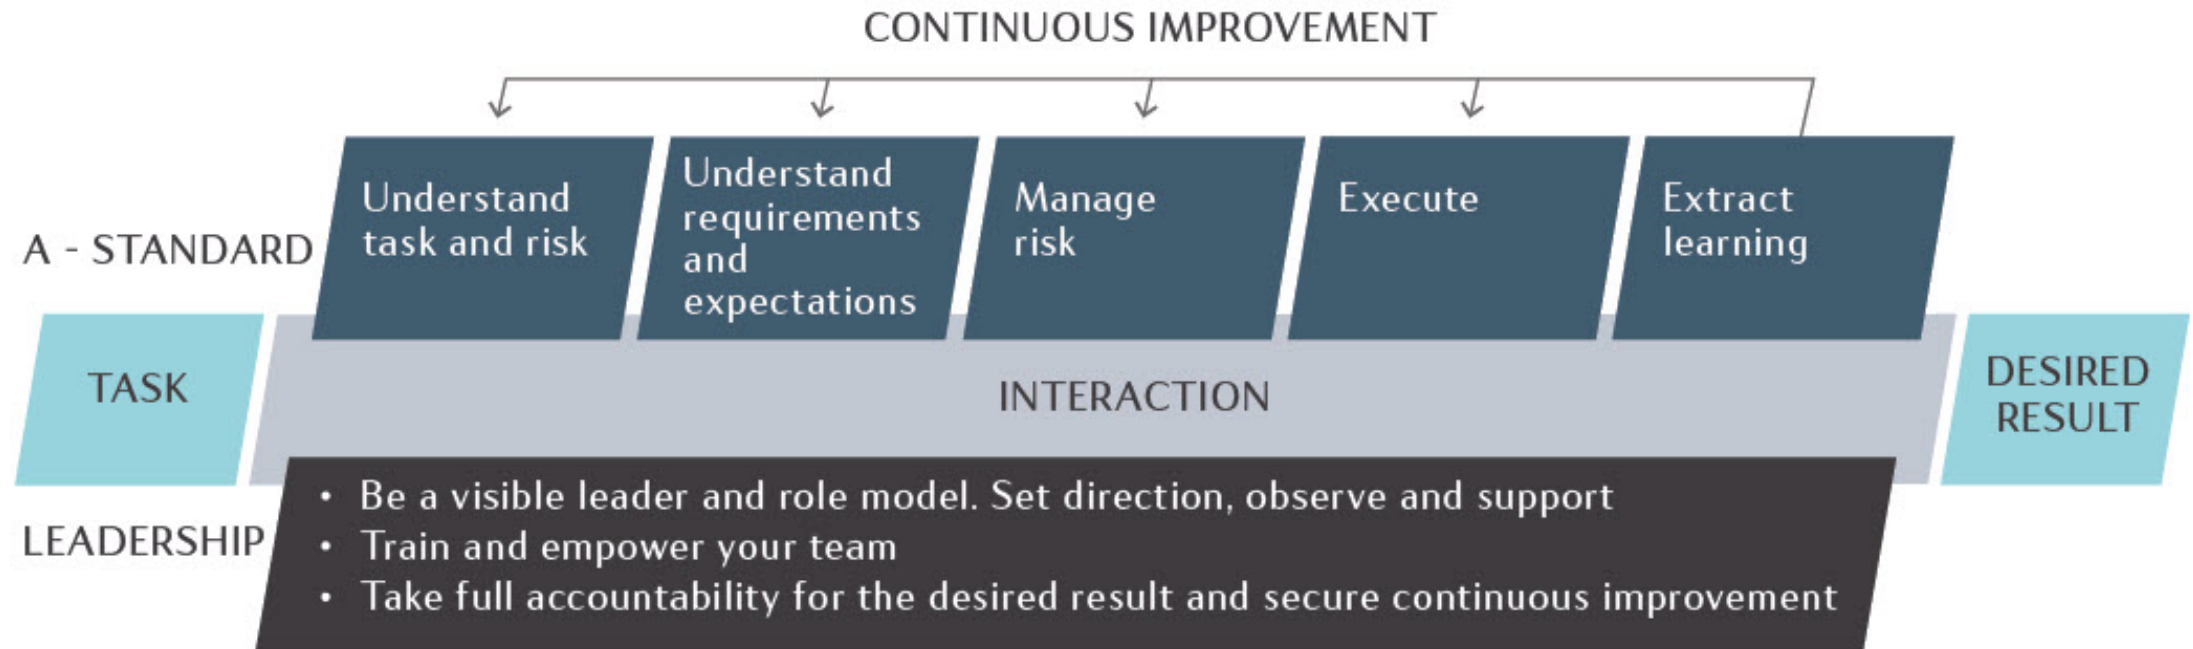 CONTINUOUS IMPROVEMENT
A - STANDARD
Understand
task and risk
Understand
requirements
and
expectations
Manage
risk
Execute
Extract
learning
TASK
INTERACTION
DESIRED
RESULT
LEADERSHIP
• Be a visible leader and role model. Set direction, observe and support
• Train and empower your team
• Take full accountability for the desired result and secure continuous improvement